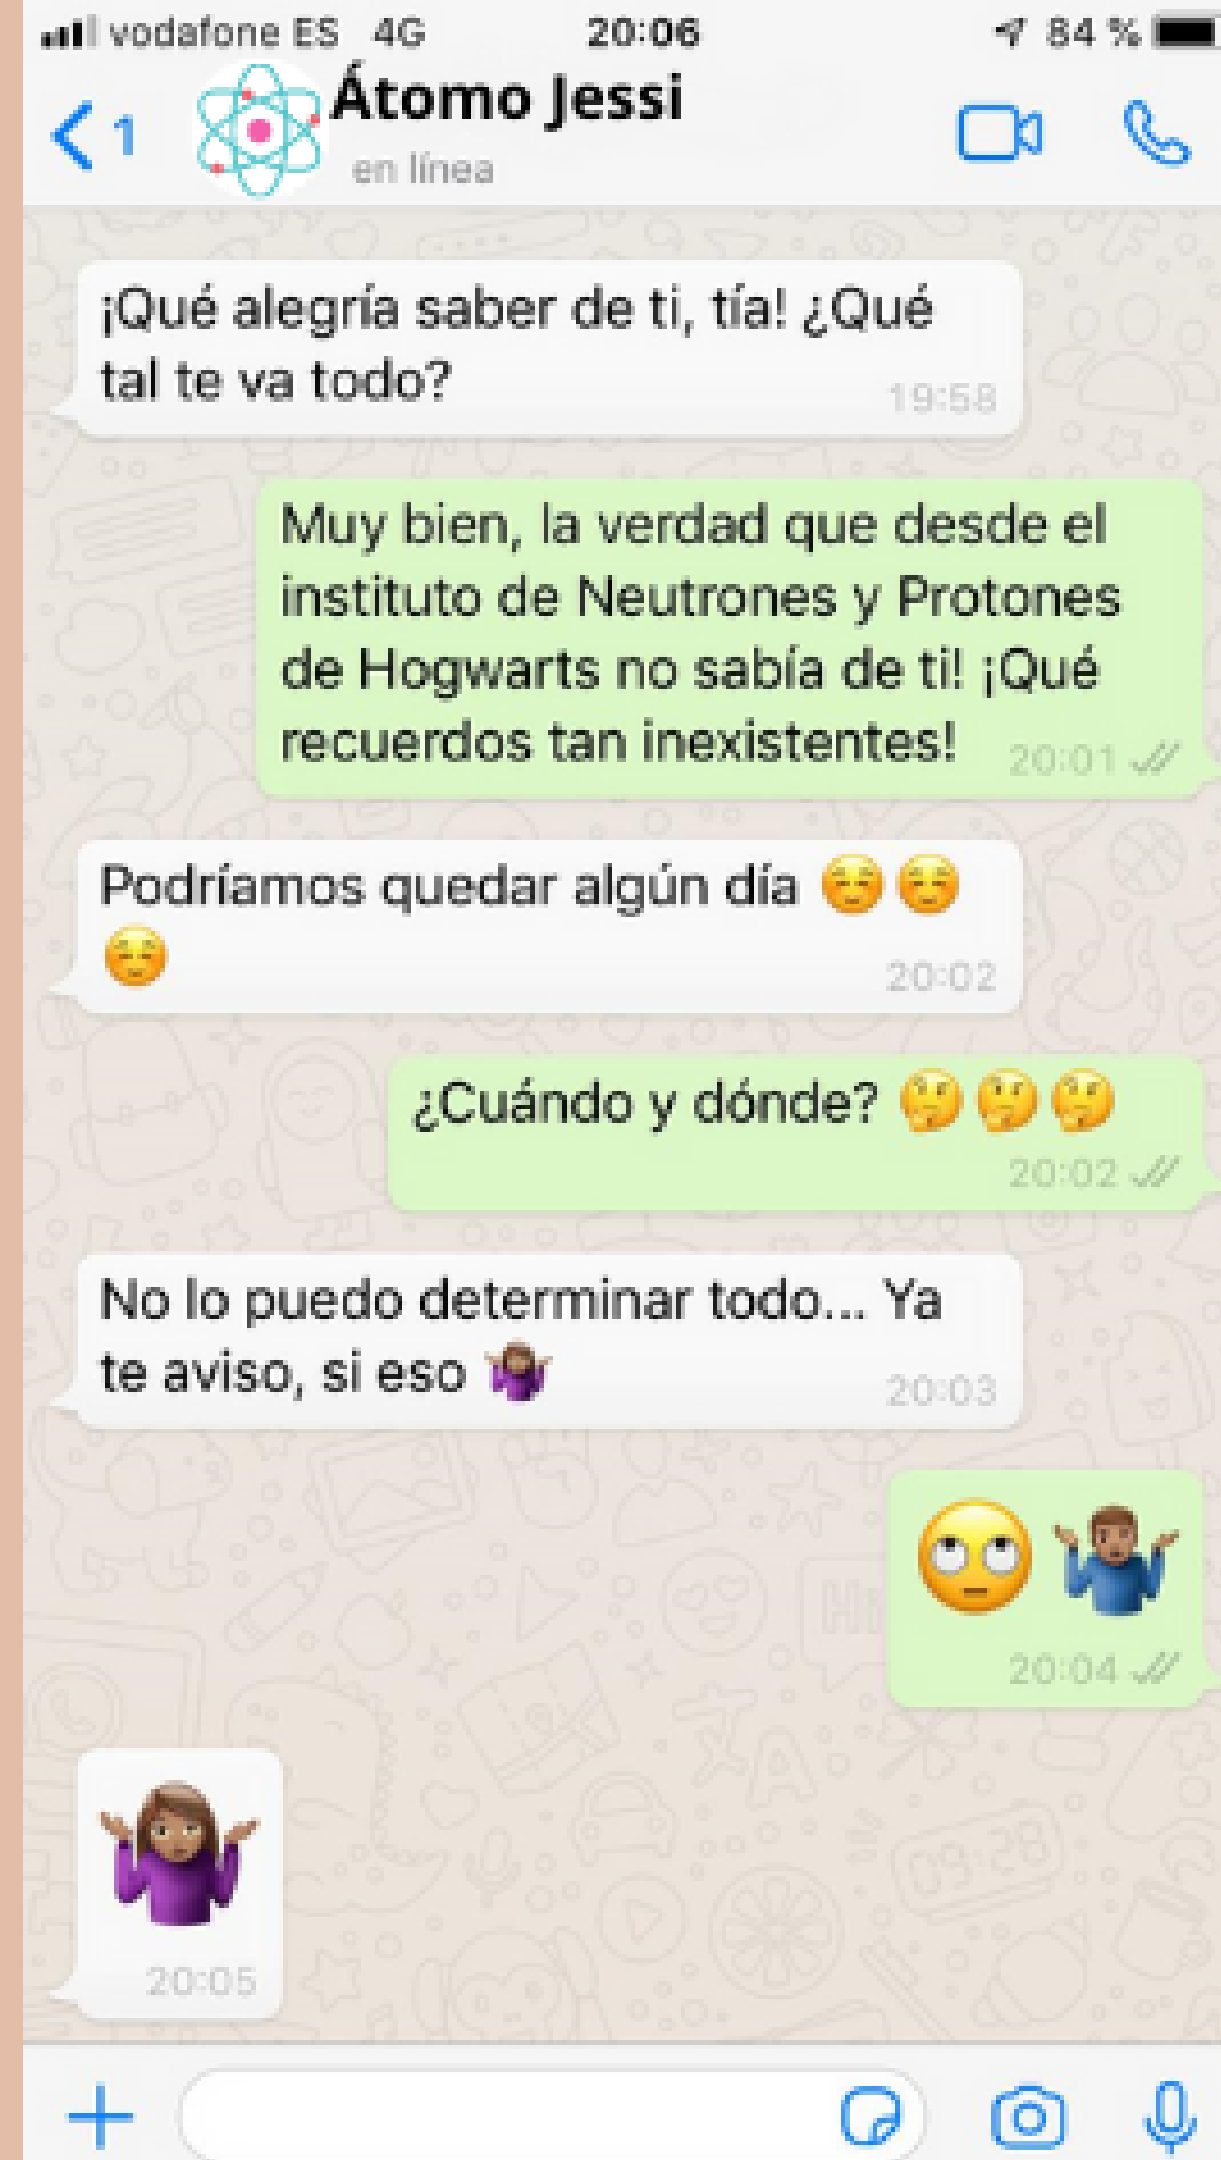 vodafone ES 4G 20:06 84 %
1 Átomo Jessi
en línea
¡Qué alegría saber de ti, tía! ¿Qué
tal te va todo? 19:58
Muy bien, la verdad que desde el
instituto de Neutrones y Protones
de Hogwarts no sabía de ti! ¡Qué
recuerdos tan inexistentes! 20:01
Podríamos quedar algún día ☺️☺️
☺️ 20:02
¿Cuándo y dónde? 🤔🤔🤔
20:02
No lo puedo determinar todo... Ya
te aviso, si eso 🤷🏽‍♀️ 20:03
🙄🤷🏽‍♂️
20:04
🤷🏽‍♀️
20:05